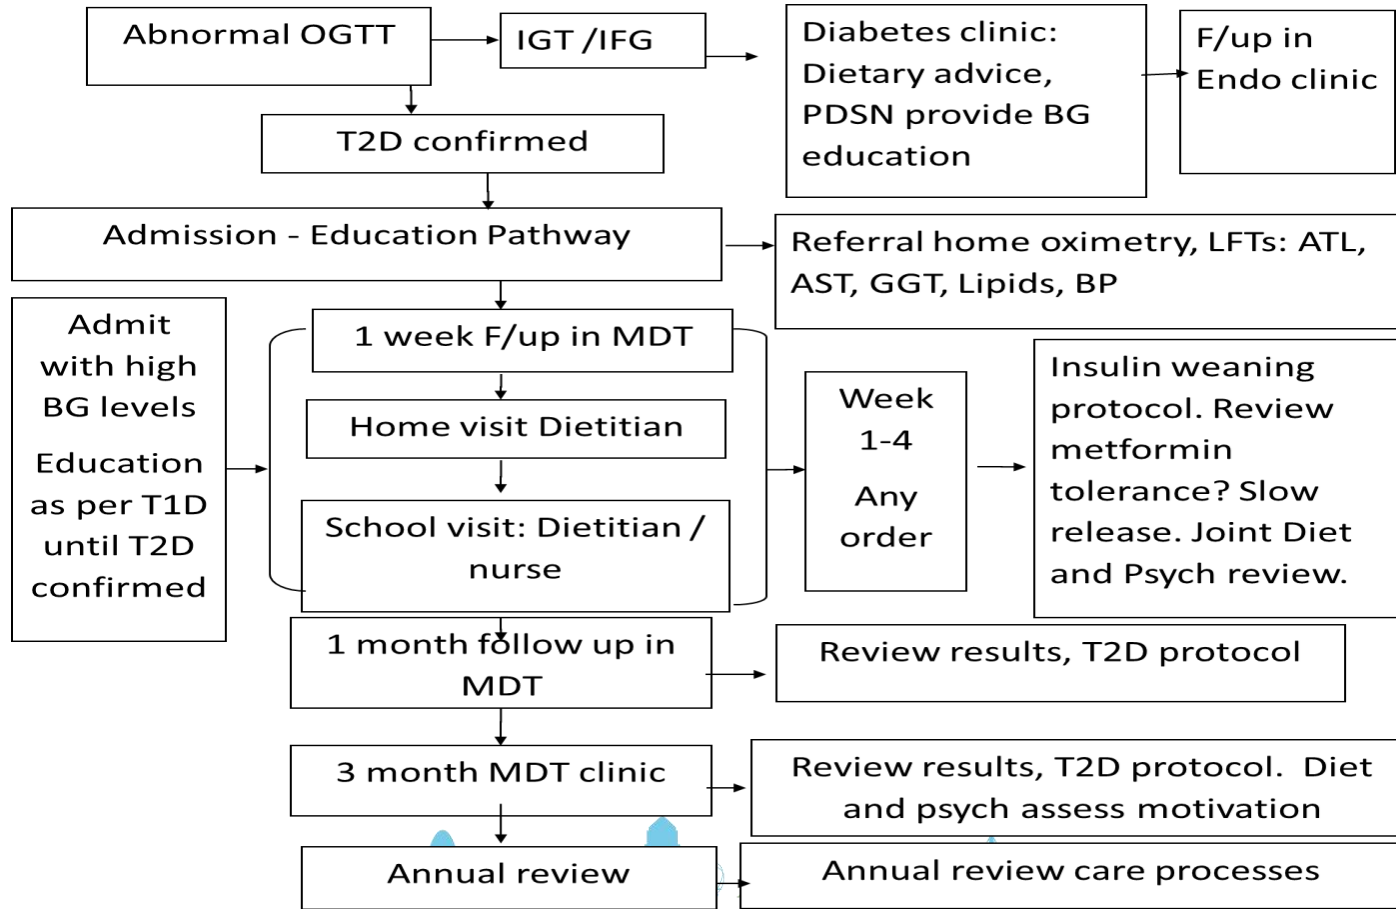 Abnormal OGTT
IGT /IFG
Diabetes clinic:
Dietary advice,
PDSN provide BG
education
F/up in
Endo clinic
T2D confirmed
Admission - Education Pathway
Referral home oximetry, LFTs: ATL,
AST, GGT, Lipids, BP
Admit
with high
BG levels
Education
as per T1D
until T2D
confirmed
1 week F/up in MDT
Home visit Dietitian
School visit: Dietitian /
nurse
Week
1-4
Any
order
Insulin weaning
protocol. Review
metformin
tolerance? Slow
release. Joint Diet
and Psych review.
1 month follow up in
MDT
Review results, T2D protocol
3 month MDT clinic
Review results, T2D protocol.  Diet
and psych assess motivation
Annual review
Annual review care processes